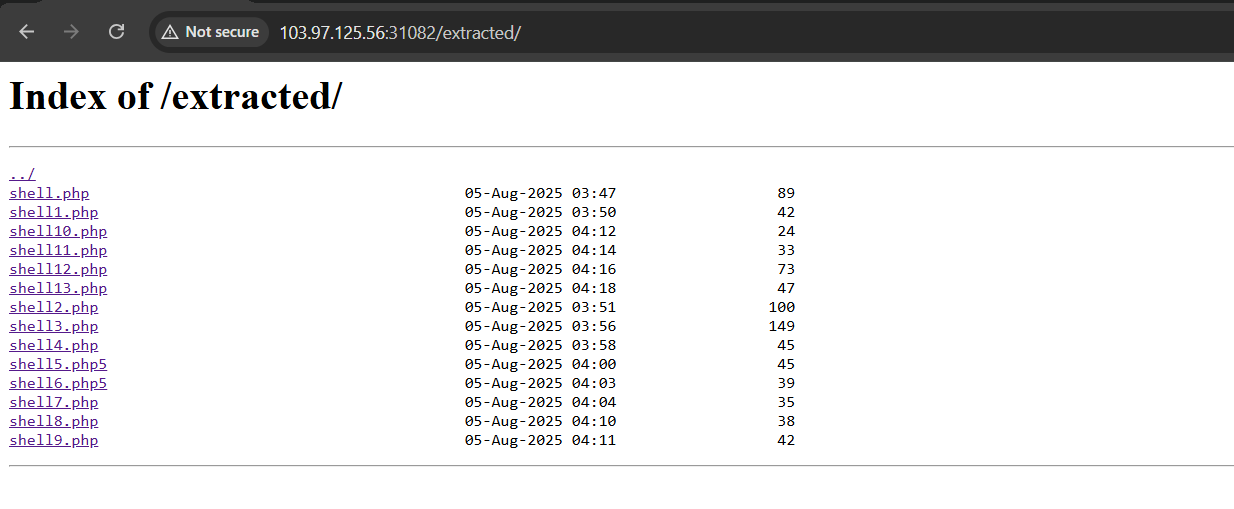 Not secure 103.97.125.56:31082/extracted/
Index of /extracted/
../
shell.php 05-Aug-2025 03:47 89
shell1.php 05-Aug-2025 03:50 42
shell10.php 05-Aug-2025 04:12 24
shell11.php 05-Aug-2025 04:14 33
shell12.php 05-Aug-2025 04:16 73
shell13.php 05-Aug-2025 04:18 47
shell2.php 05-Aug-2025 03:51 100
shell3.php 05-Aug-2025 03:56 149
shell4.php 05-Aug-2025 03:58 45
shell5.php5 05-Aug-2025 04:00 45
shell6.php5 05-Aug-2025 04:03 39
shell7.php 05-Aug-2025 04:04 35
shell8.php 05-Aug-2025 04:10 38
shell9.php 05-Aug-2025 04:11 42